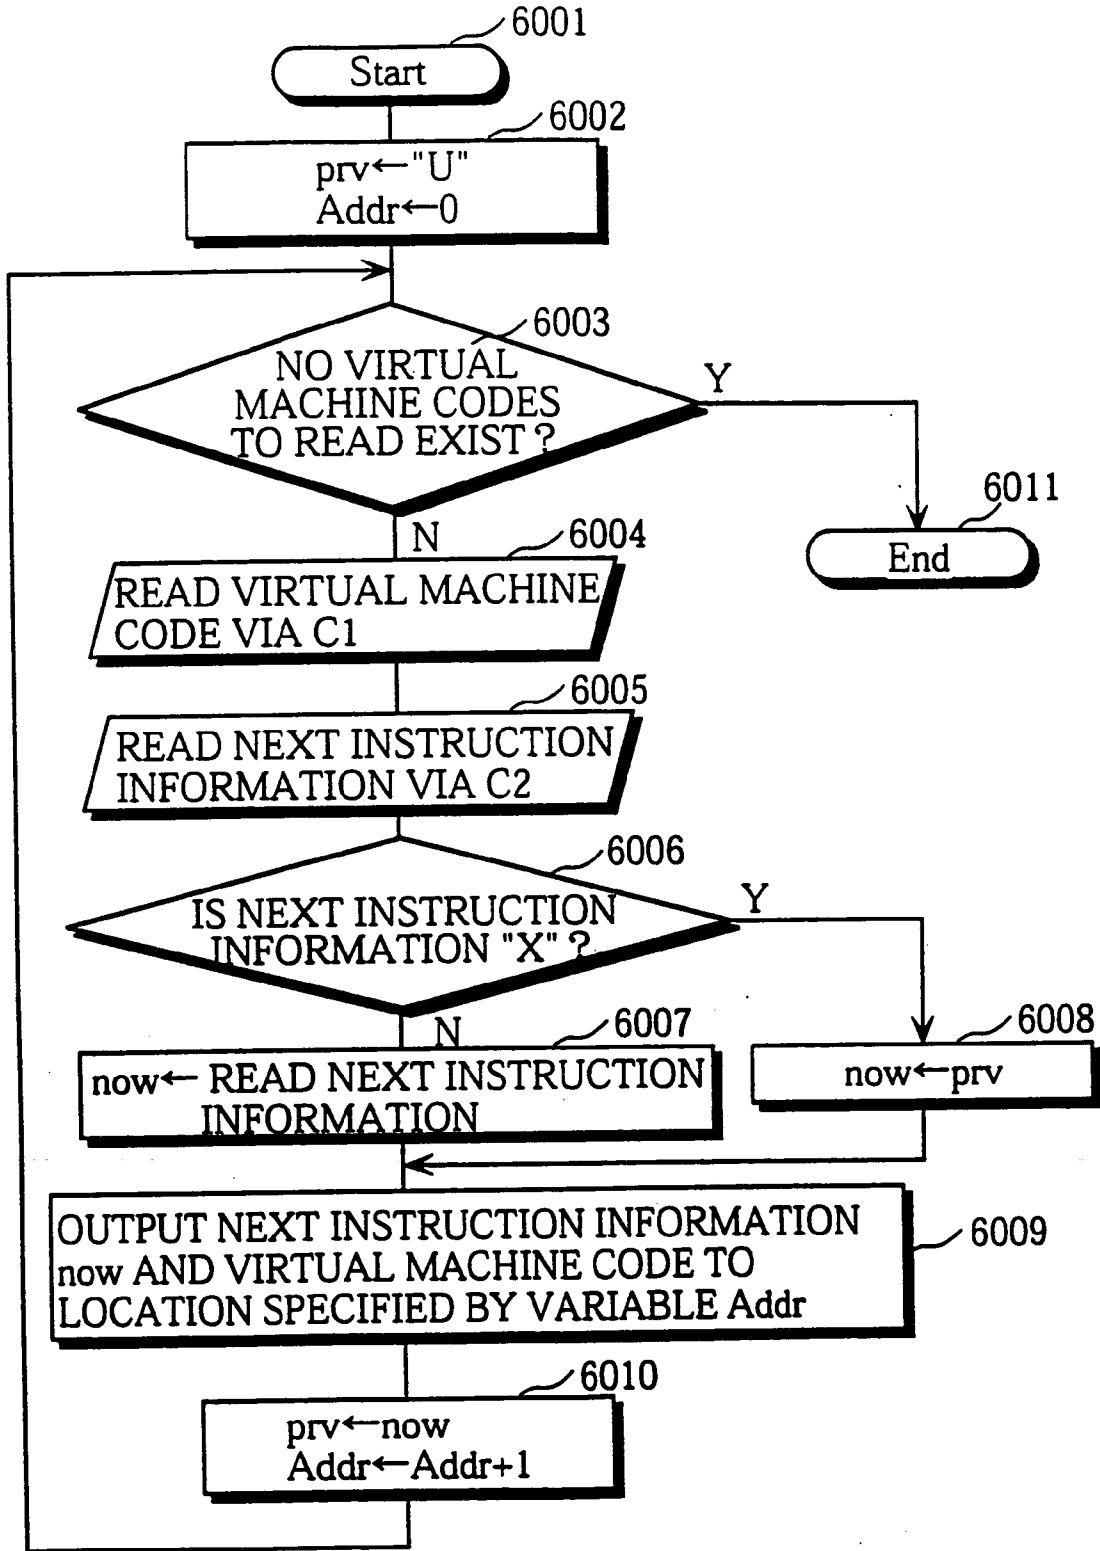 6001
Start
6002
prv←"U"
Addr←0
6003
NO VIRTUAL
MACHINE CODES
TO READ EXIST ?
Y
N
6011
End
6004
READ VIRTUAL MACHINE
CODE VIA C1
6005
READ NEXT INSTRUCTION
INFORMATION VIA C2
6006
IS NEXT INSTRUCTION
INFORMATION "X" ?
Y
N
6007
now← READ NEXT INSTRUCTION
INFORMATION
6008
now←prv
OUTPUT NEXT INSTRUCTION INFORMATION
now AND VIRTUAL MACHINE CODE TO
LOCATION SPECIFIED BY VARIABLE Addr
6009
6010
prv←now
Addr←Addr+1